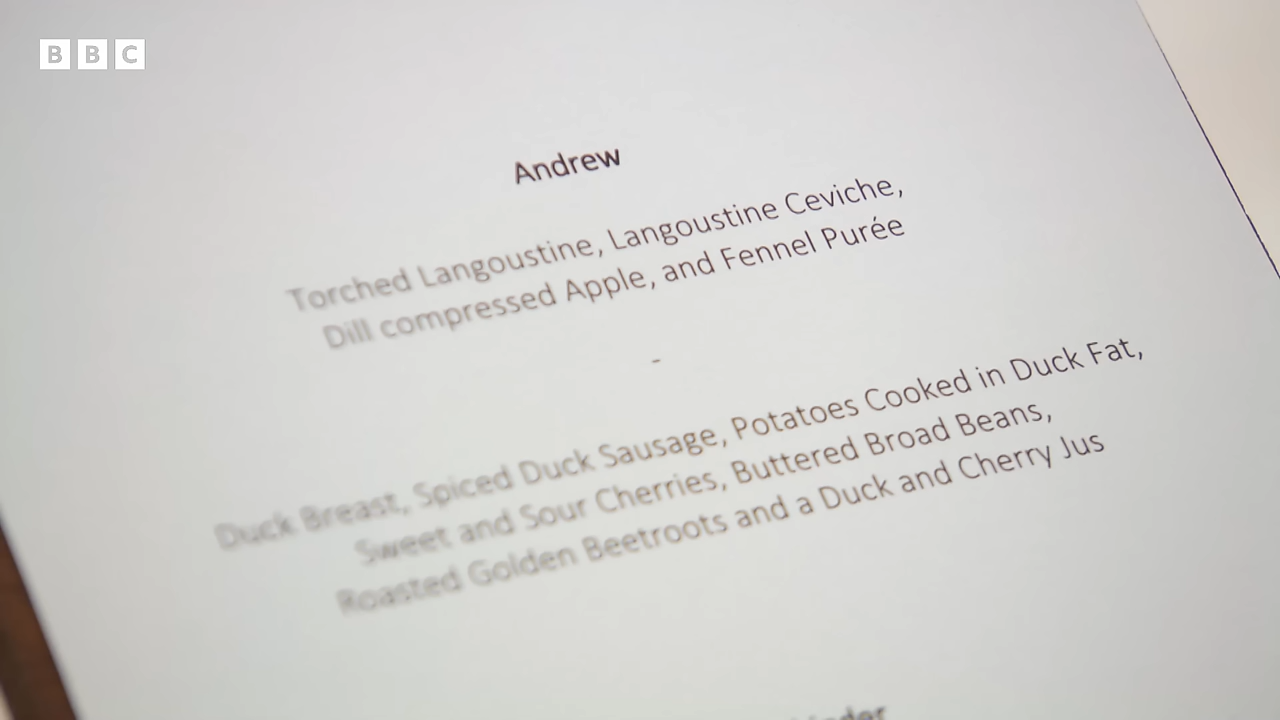 BBC
Andrew
Torched Langoustine, Langoustine Ceviche,
Dill compressed Apple, and Fennel Purée
-
Duck Breast, Spiced Duck Sausage, Potatoes Cooked in Duck Fat,
Sweet and Sour Cherries, Buttered Broad Beans,
Roasted Golden Beetroots and a Duck and Cherry Jus